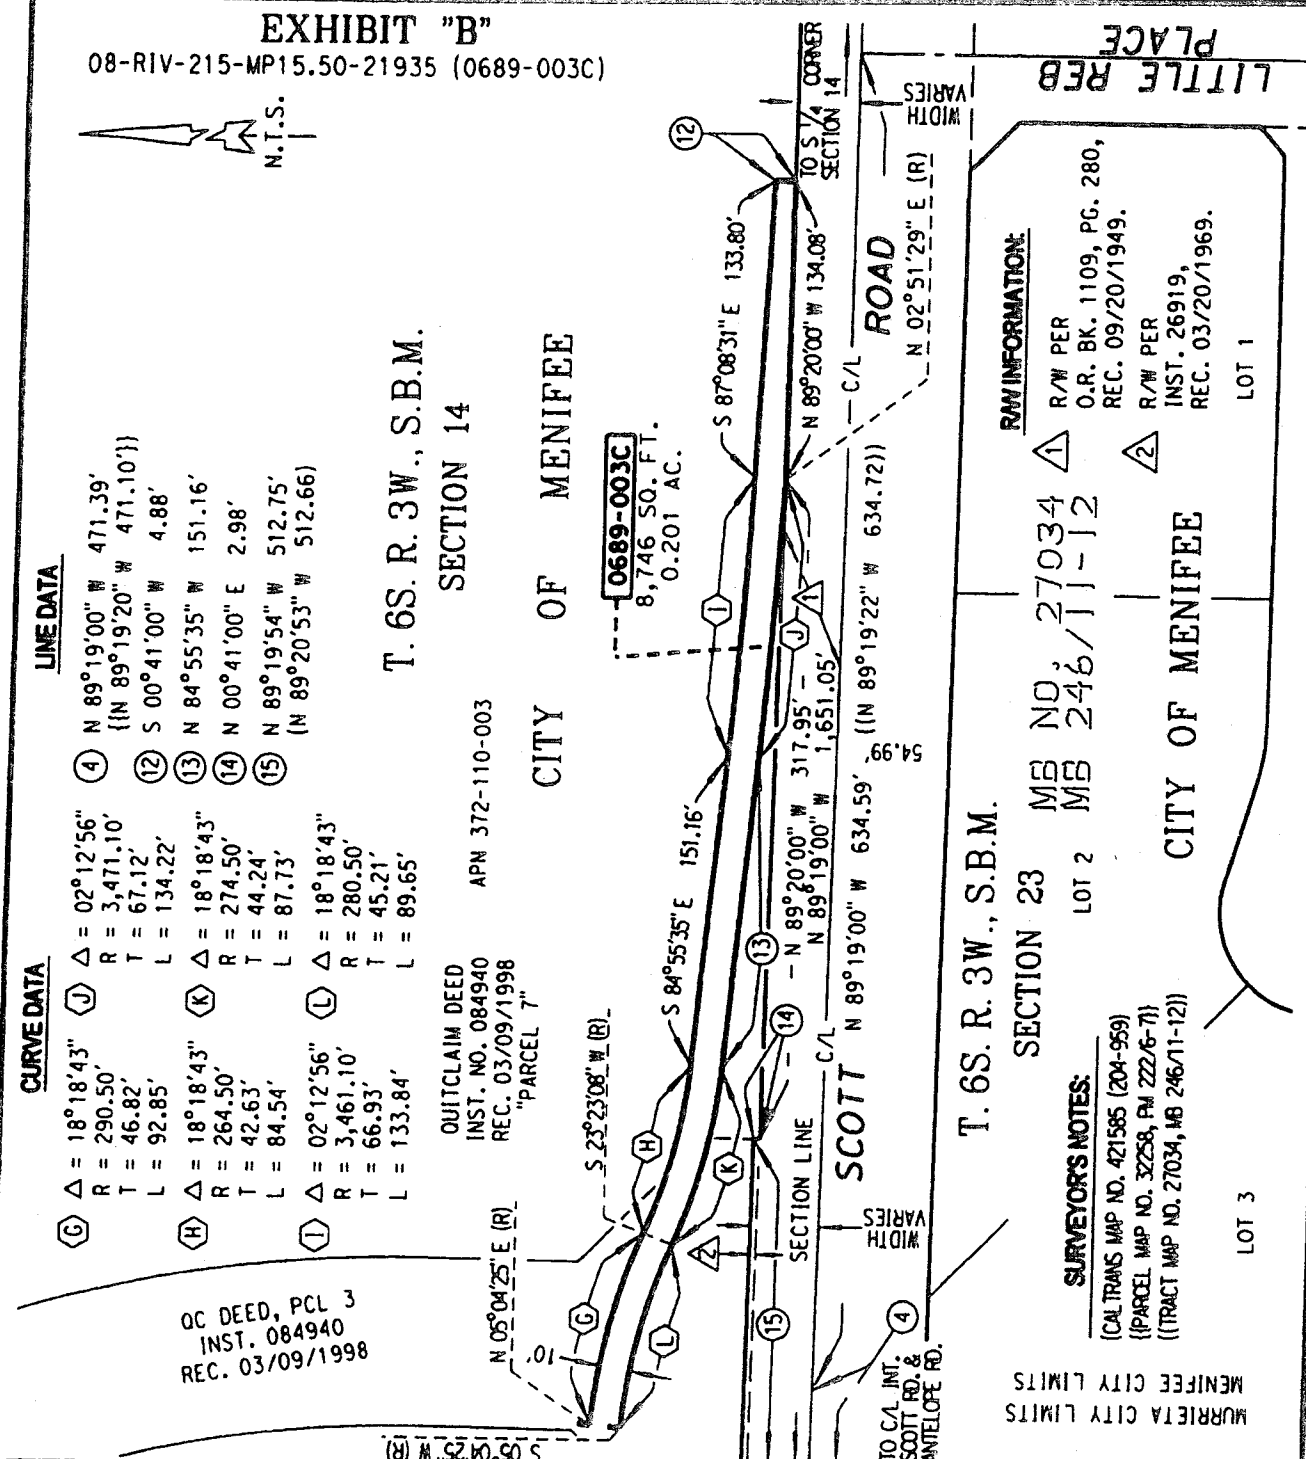 EXHIBIT "B"
08-RIV-215-MP15.50-21935 (0689-003C)
N.T.S.
LINE DATA
④ N 89°19'00" W 471.39'
{{N 89°19'20" W 471.10'}}
⑫ S 00°41'00" W 4.88'
⑬ N 84°55'35" W 151.16'
⑭ N 00°41'00" E 2.98'
⑮ N 89°19'54" W 512.75'
(N 89°20'53" W 512.66)
CURVE DATA
G Δ = 18°18'43"
R = 290.50'
T = 46.82'
L = 92.85'
H Δ = 18°18'43"
R = 264.50'
T = 42.63'
L = 84.54'
I Δ = 02°12'56"
R = 3,461.10'
T = 66.93'
L = 133.84'
J Δ = 02°12'56"
R = 3,471.10'
T = 67.12'
L = 134.22'
K Δ = 18°18'43"
R = 274.50'
T = 44.24'
L = 87.73'
L Δ = 18°18'43"
R = 280.50'
T = 45.21'
L = 89.65'
T. 6S. R. 3W., S.B.M.
SECTION 14
CITY OF MENIFEE
APN 372-110-003
QUITCLAIM DEED
INST. NO. 084940
REC. 03/09/1998
"PARCEL 7"
0689-003C
8,746 SQ. FT.
0.201 AC.
QC DEED, PCL 3
INST. 084940
REC. 03/09/1998
⑫
133.80'
S 87°08'31" E
N 89°20'00" W 134.08'
TO S 1/4 CORNER
SECTION 14
WIDTH
VARIES
LITTLE REB
PLACE
N 02°51'29" E (R)
I
J
1
S 84°55'35" E 151.16'
⑬
⑭
N 89°20'00" W 317.95'
N 89°19'00" W 1,651.05'
C/L
SCOTT ROAD
C/L
N 89°19'00" W 634.59' ((N 89°19'22" W 634.72))
54.99'
S 23°23'08" W (R)
N 05°04'25" E (R)
S 05°04'25" W (R)
10'
G
H
K
L
2
SECTION LINE
WIDTH
VARIES
⑮
④
TO C/L INT.
SCOTT RD. &
ANTELOPE RD.
R/W INFORMATION:
1 R/W PER
O.R. BK. 1109, PG. 280,
REC. 09/20/1949.
2 R/W PER
INST. 26919,
REC. 03/20/1969.
LOT 1
MB NO. 27034
MB 246/11-12
CITY OF MENIFEE
LOT 2
T. 6S. R. 3W., S.B.M.
SECTION 23
SURVEYOR'S NOTES:
(CALTRANS MAP NO. 421585 (204-959)
{{PARCEL MAP NO. 32258, PM 222/6-7}}
((TRACT MAP NO. 27034, MB 246/11-12))
LOT 3
MENIFEE CITY LIMITS
MURRIETA CITY LIMITS